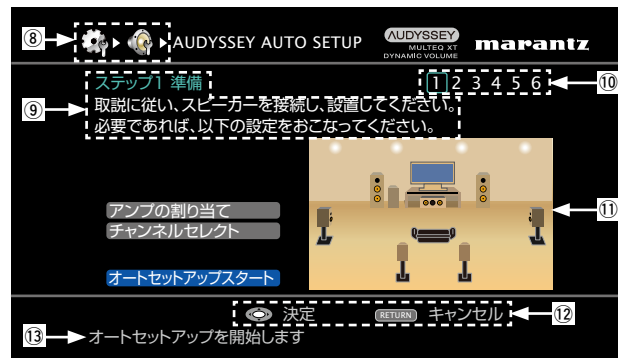 ⑧ AUDYSSEY AUTO SETUP AUDYSSEY MULTEQ XT DYNAMIC VOLUME marantz
ステップ1 準備 1 2 3 4 5 6 ⑩
⑨ 取説に従い、スピーカーを接続し、設置してください。
必要であれば、以下の設定をおこなってください。
アンプの割り当て ⑪
チャンネルセレクト
オートセットアップスタート
決定 RETURN キャンセル ⑫
⑬ オートセットアップを開始します